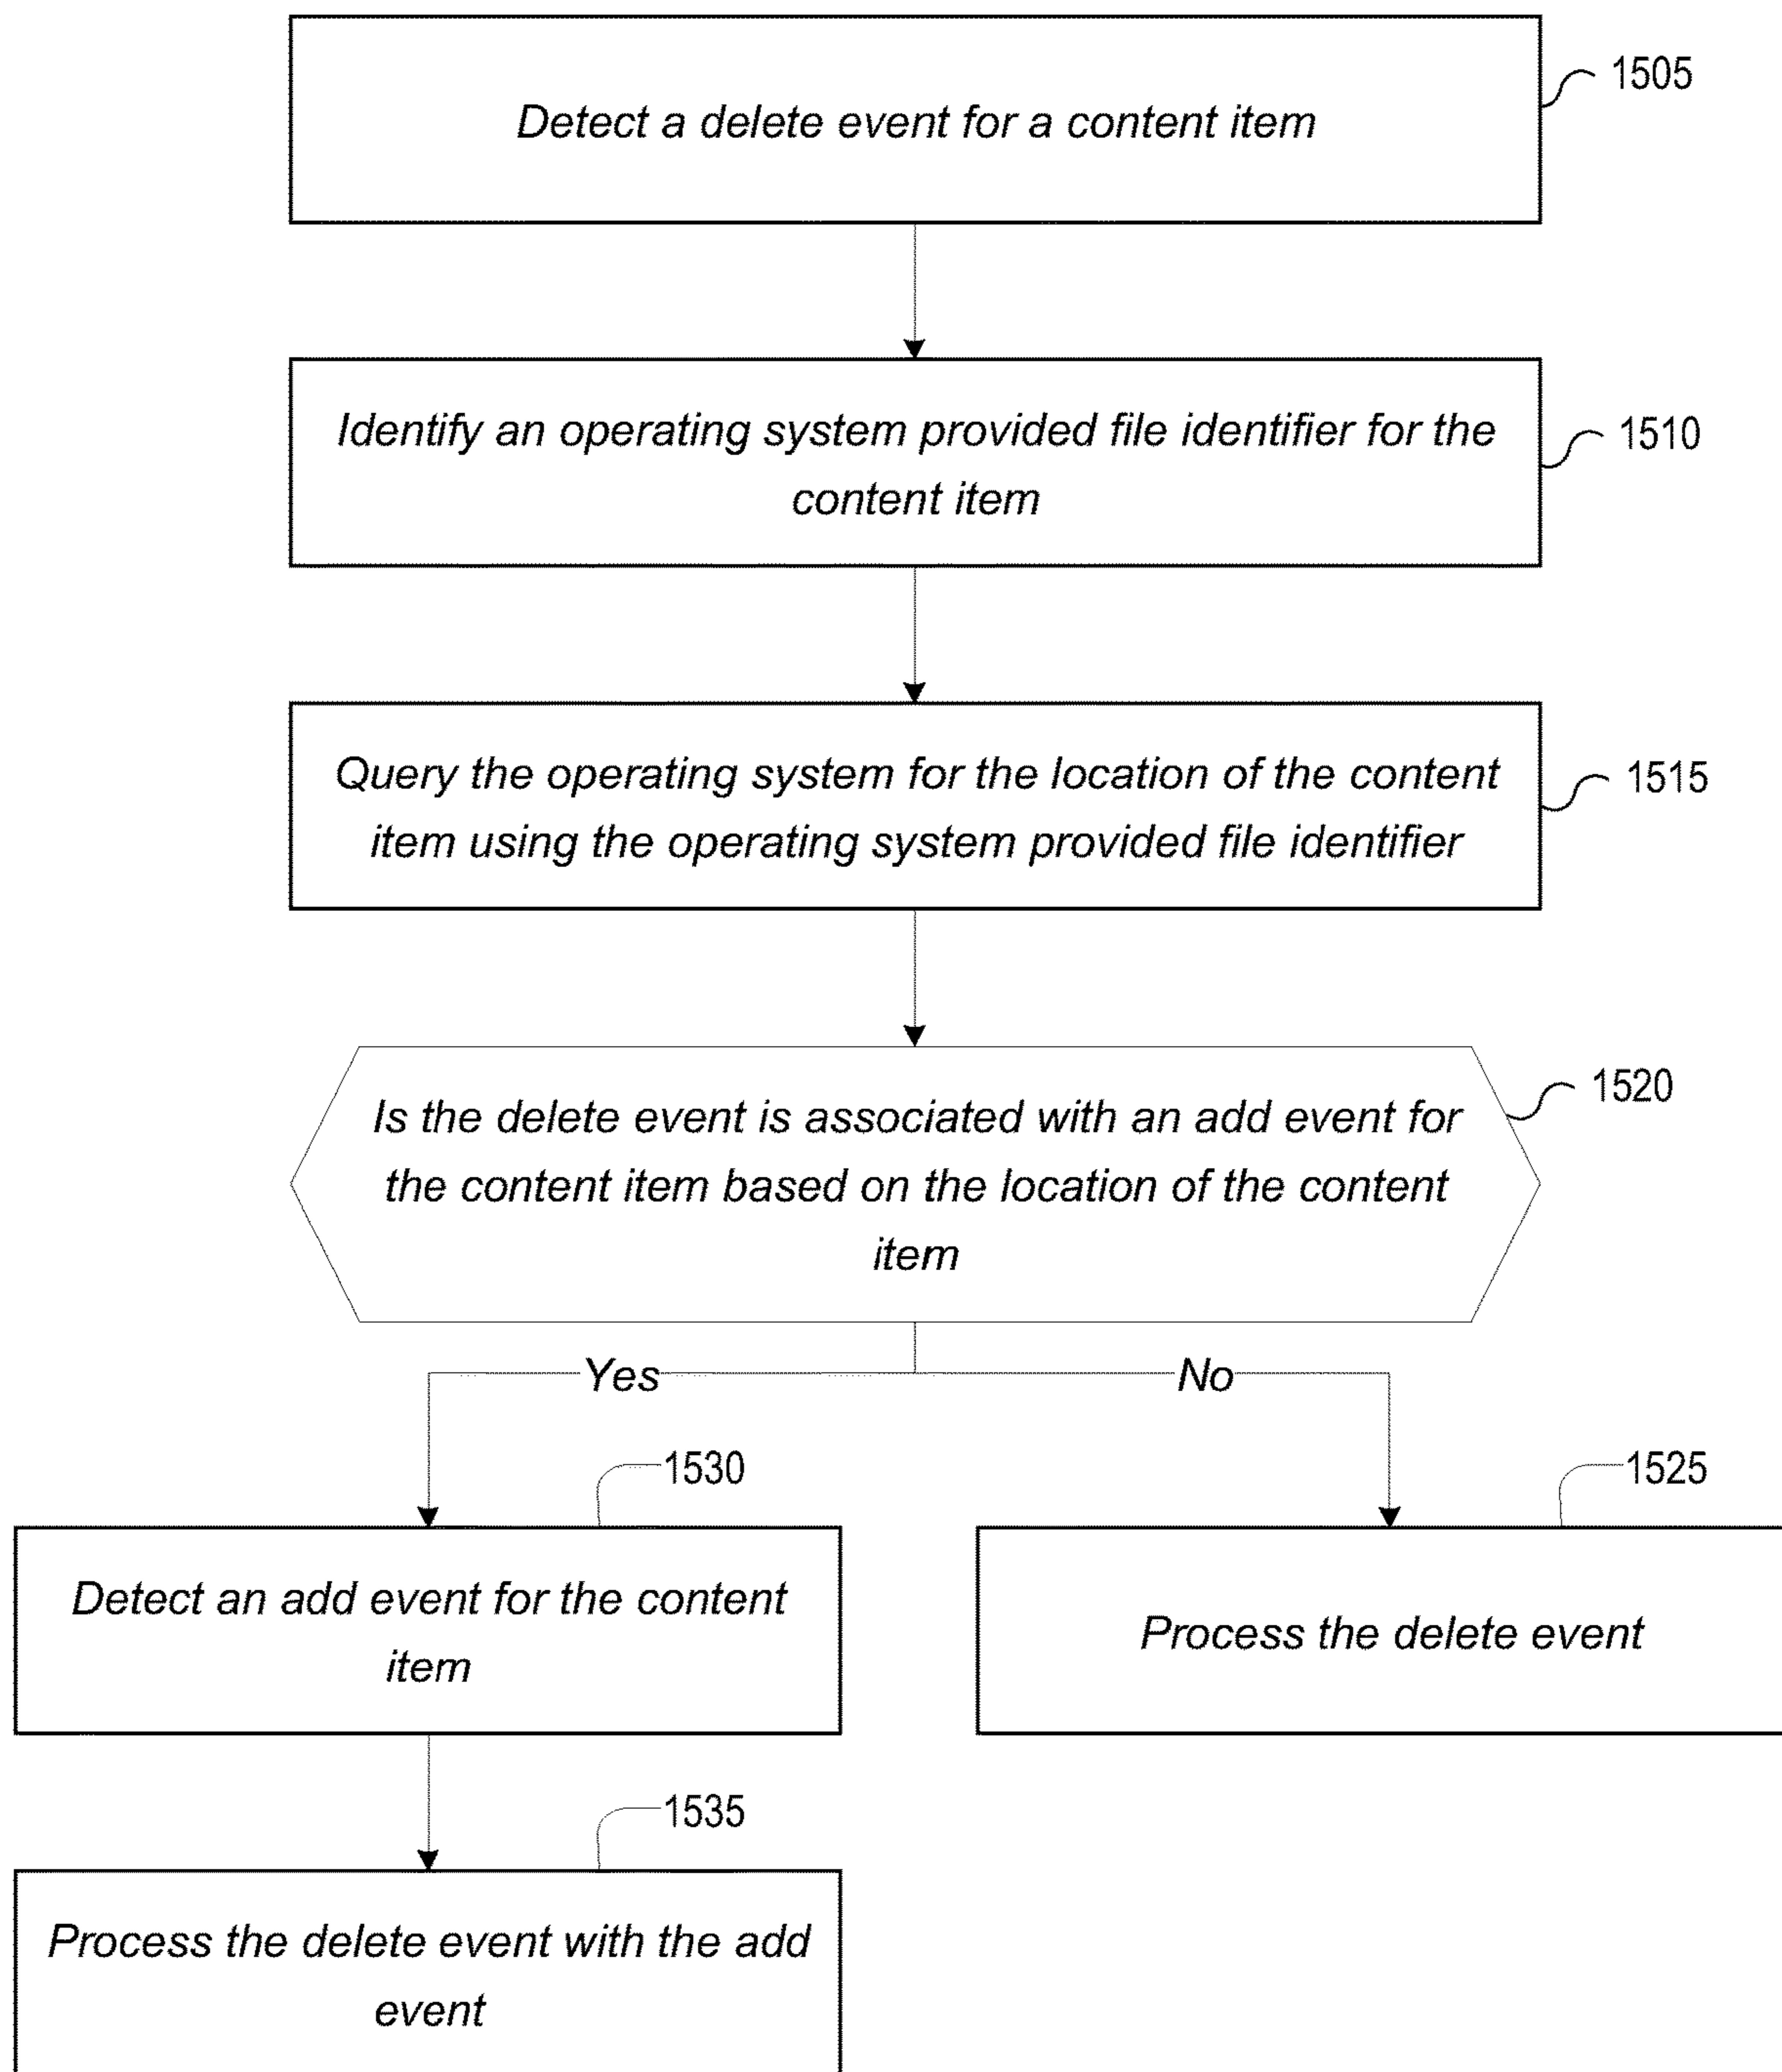 Detect a delete event for a content item
1505
Identify an operating system provided file identifier for the
content item
1510
Query the operating system for the location of the content
item using the operating system provided file identifier
1515
Is the delete event is associated with an add event for
the content item based on the location of the content
item
1520
Yes
No
1530
1525
Detect an add event for the content
item
Process the delete event
1535
Process the delete event with the add
event